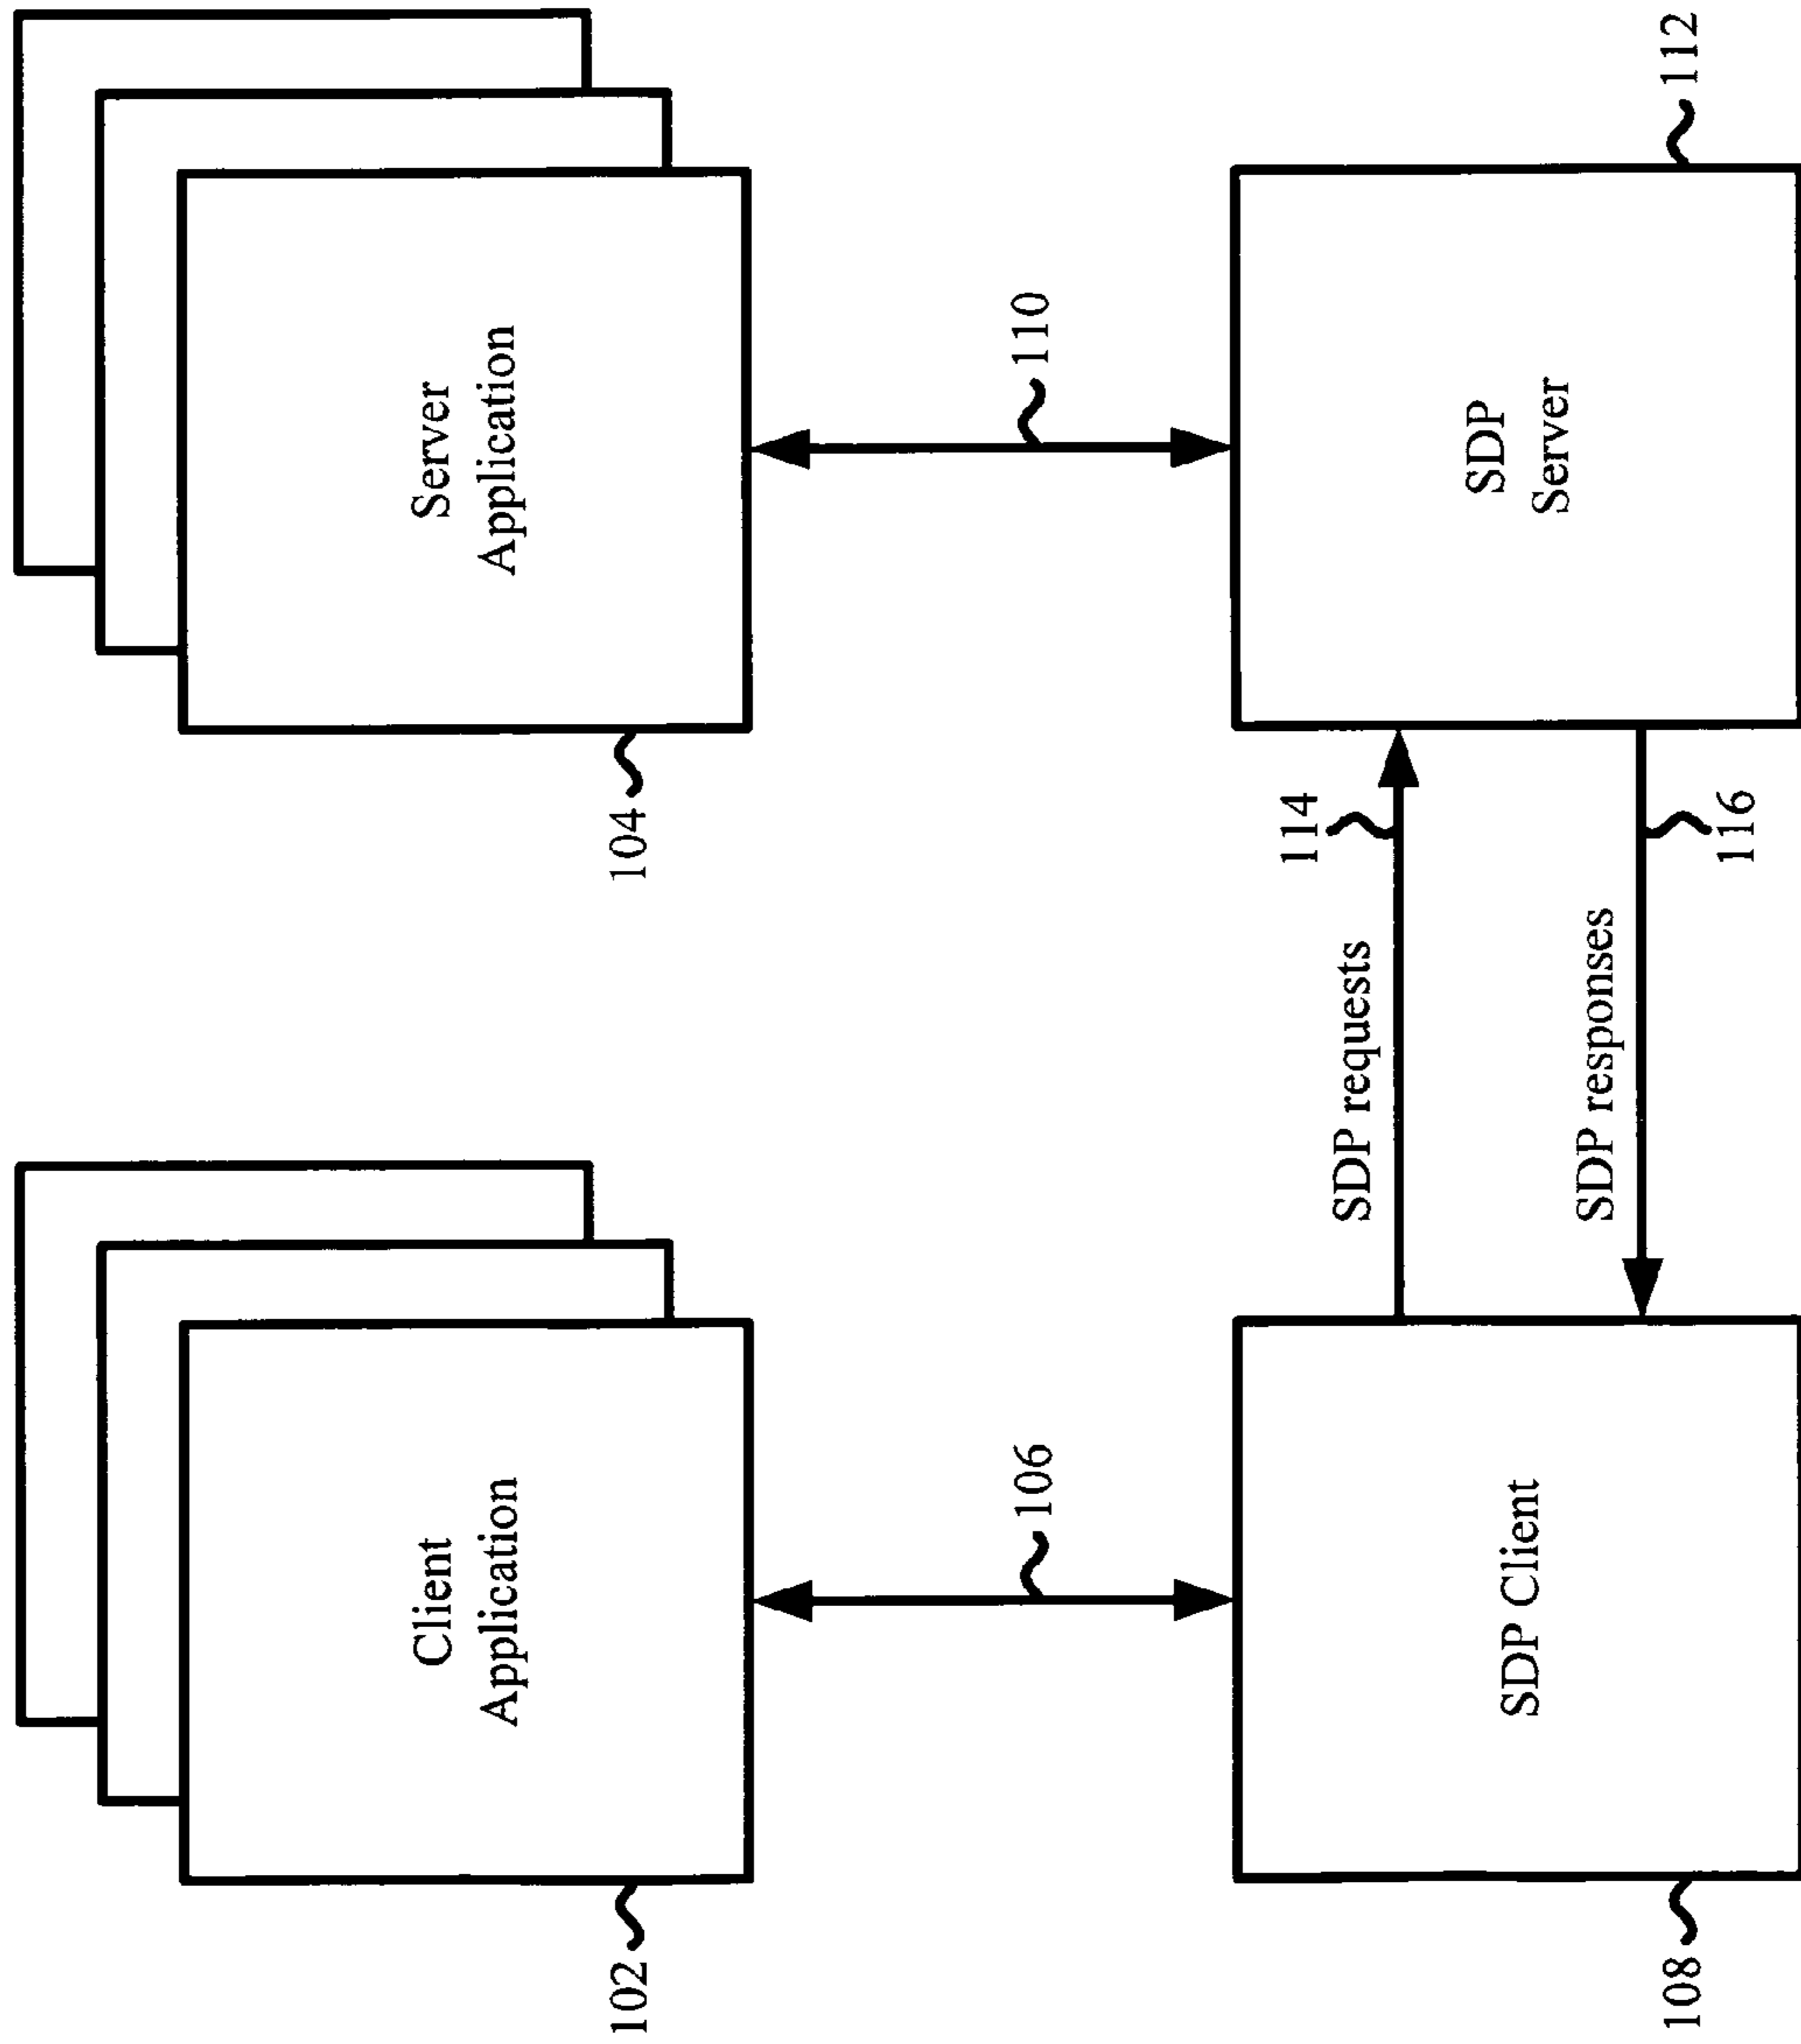 Client
Application
102
Server
Application
104
106
110
SDP Client
108
SDP requests
114
SDP responses
116
SDP
Server
112